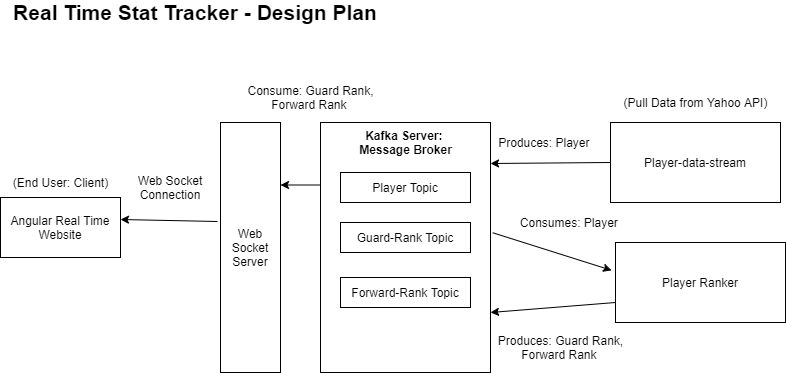 Real Time Stat Tracker - Design Plan
Consume: Guard Rank,
Forward Rank
(Pull Data from Yahoo API)
Kafka Server:
Message Broker
Produces: Player
Player-data-stream
(End User: Client)
Web Socket
Connection
Player Topic
Angular Real Time
Website
Web
Socket
Server
Guard-Rank Topic
Consumes: Player
Forward-Rank Topic
Player Ranker
Produces: Guard Rank,
Forward Rank